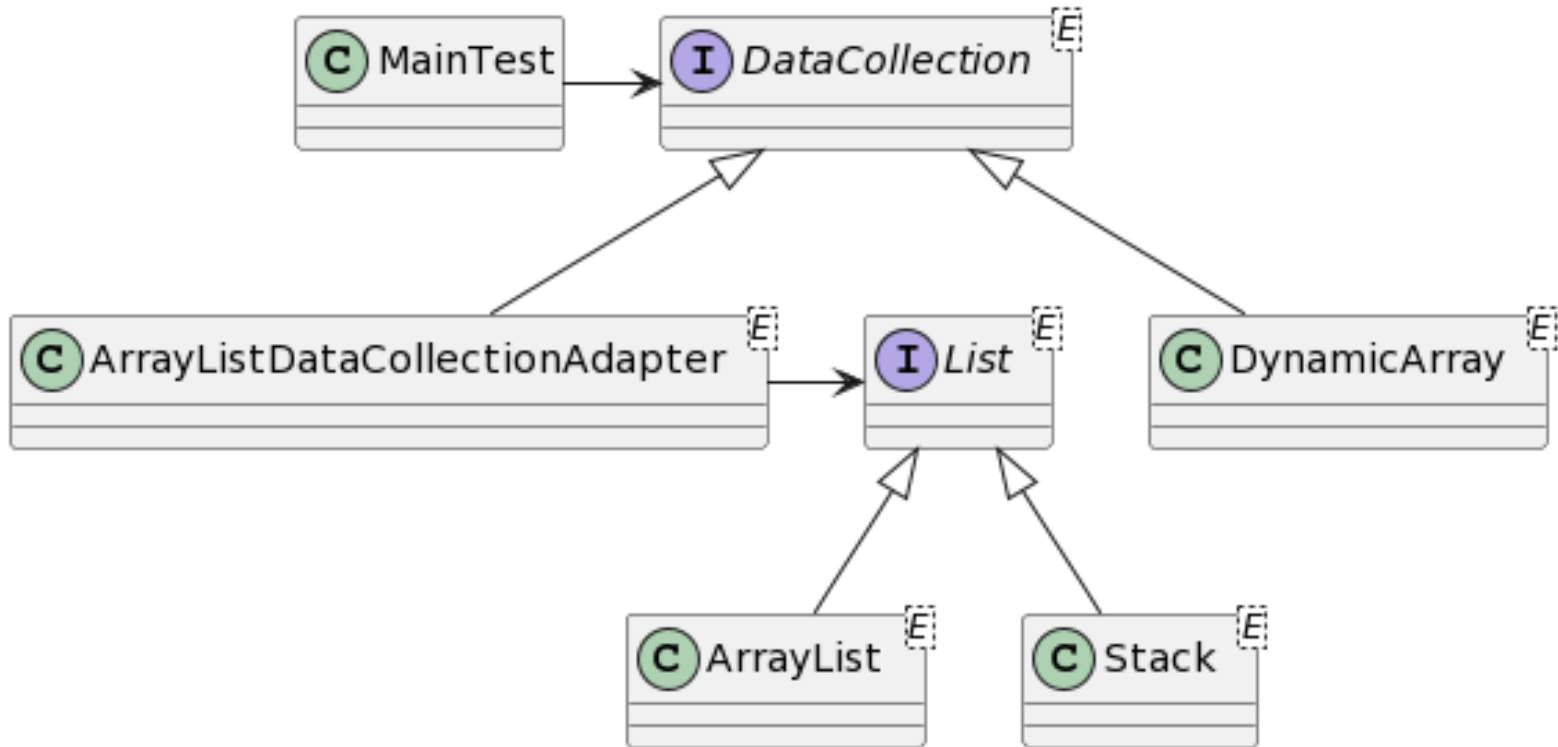 C MainTest
I DataCollection E
C ArrayListDataCollectionAdapter E
I List E
C DynamicArray E
C ArrayList E
C Stack E